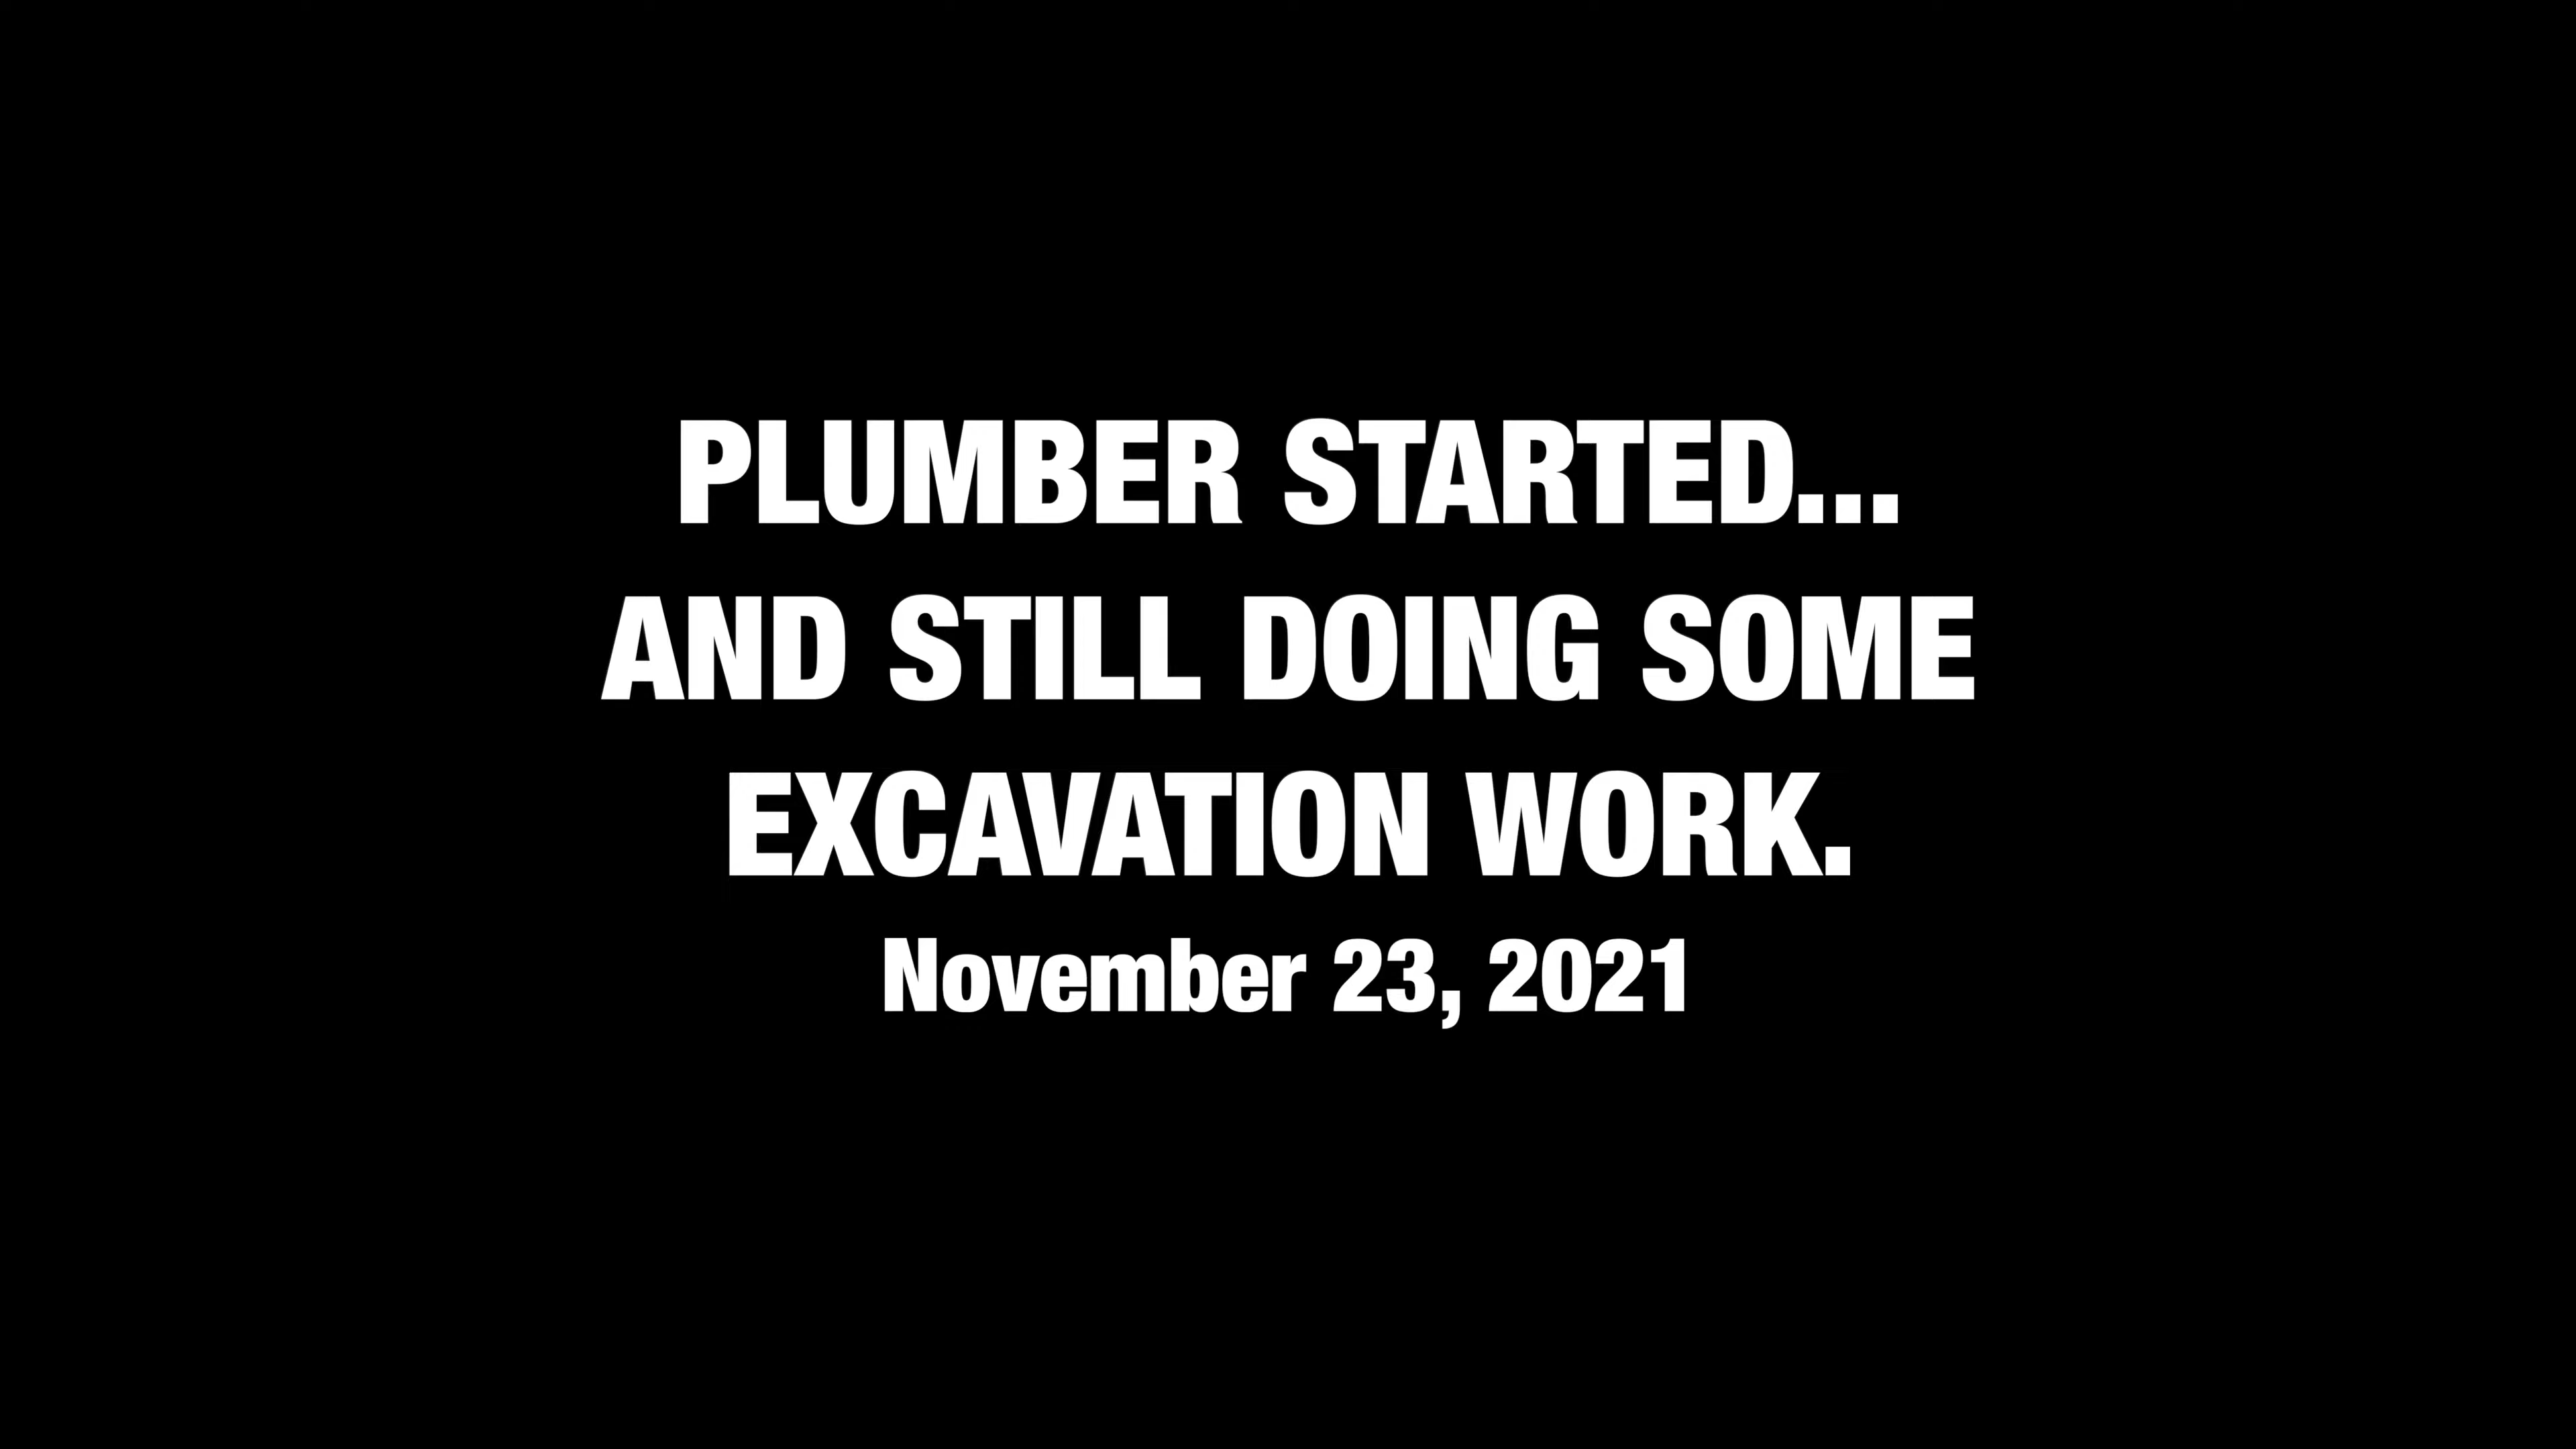 PLUMBER STARTED...
AND STILL DOING SOME
EXCAVATION WORK.
November 23, 2021